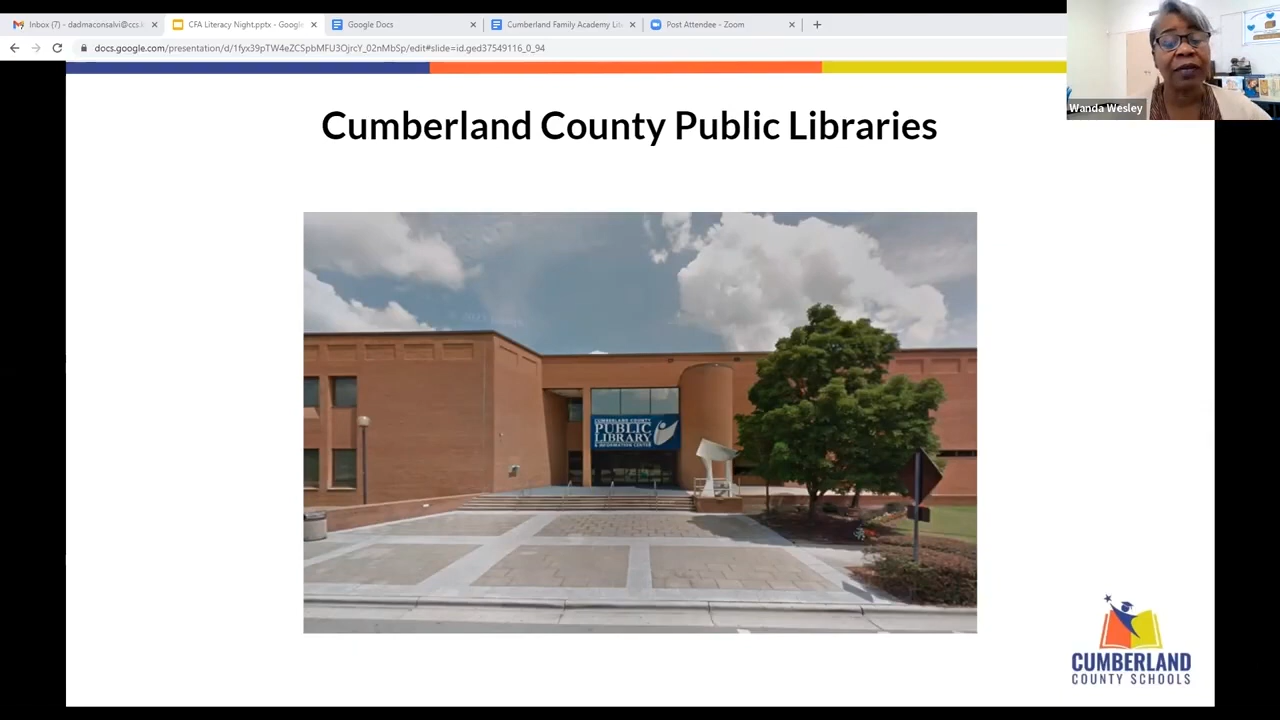 Inbox (7) - dadmaconsalvi@ccs.k
CFA Literacy Night.pptx - Google
Google Docs
Cumberland Family Academy Lit
Post Attendee - Zoom
docs.google.com/presentation/d/1fyx39pTW4eZCSpbMFU3OjrcY_02nMbSp/edit#slide=id.ged37549116_0_94
Wanda Wesley
Cumberland County Public Libraries
CUMBERLAND COUNTY
PUBLIC
LIBRARY
& INFORMATION CENTER
CUMBERLAND
COUNTY SCHOOLS